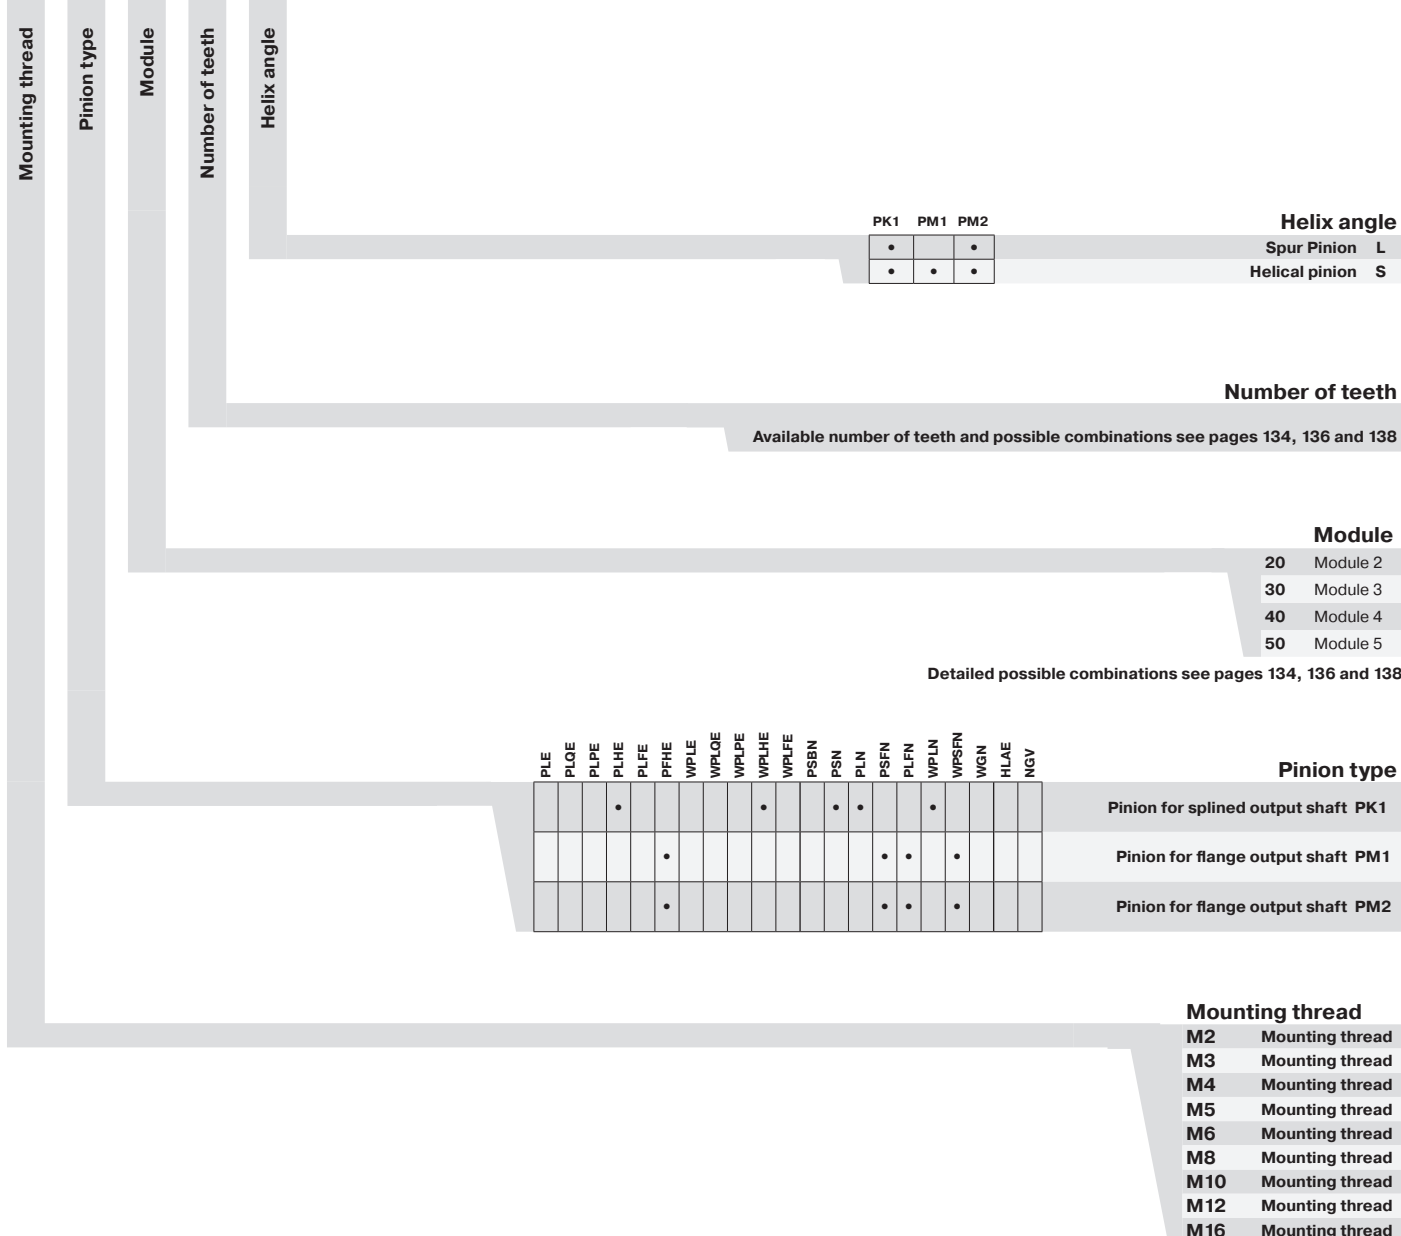 Mounting thread
Pinion type
Module
Number of teeth
Helix angle
PK1 PM1 PM2
Helix angle
• • Spur Pinion L
• • • Helical pinion S
Number of teeth
Available number of teeth and possible combinations see pages 134, 136 and 138
Module
20 Module 2
30 Module 3
40 Module 4
50 Module 5
Detailed possible combinations see pages 134, 136 and 138
PLE
PLQE
PLPE
PLHE
PLFE
PFHE
WPLE
WPLQE
WPLPE
WPLHE
WPLFE
PSBN
PSN
PLN
PSFN
PLFN
WPLN
WPSFN
WGN
HLAE
NGV
Pinion type
• • • • • Pinion for splined output shaft PK1
• • • • Pinion for flange output shaft PM1
• • • • Pinion for flange output shaft PM2
Mounting thread
M2 Mounting thread
M3 Mounting thread
M4 Mounting thread
M5 Mounting thread
M6 Mounting thread
M8 Mounting thread
M10 Mounting thread
M12 Mounting thread
M16 Mounting thread